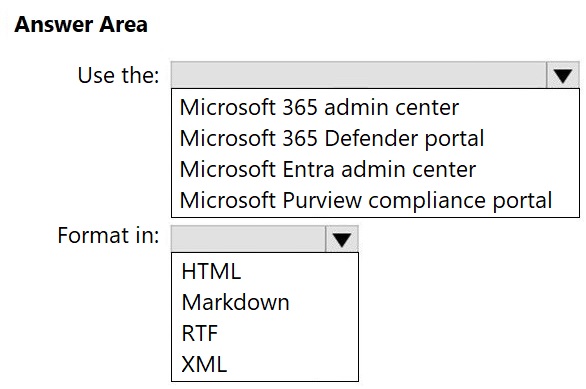 Answer Area
Use the:
Microsoft 365 admin center
Microsoft 365 Defender portal
Microsoft Entra admin center
Microsoft Purview compliance portal
Format in:
HTML
Markdown
RTF
XML